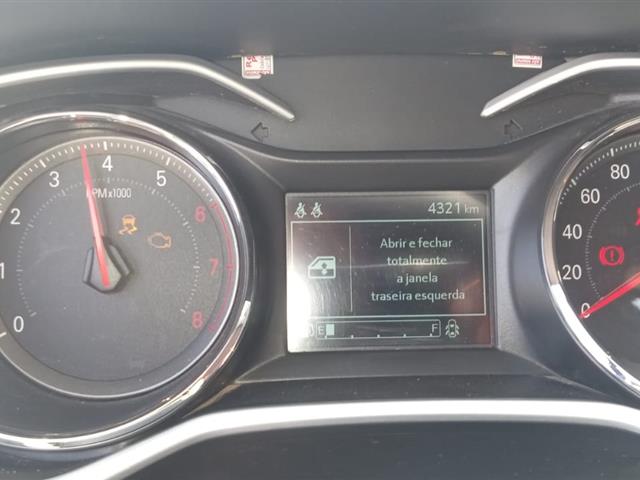 4321 km
Abrir e fechar
totalmente
a janela
traseira esquerda
E F
0 1 2 3 4 5 6 7 8
RPMx1000
0 20 40 60 80